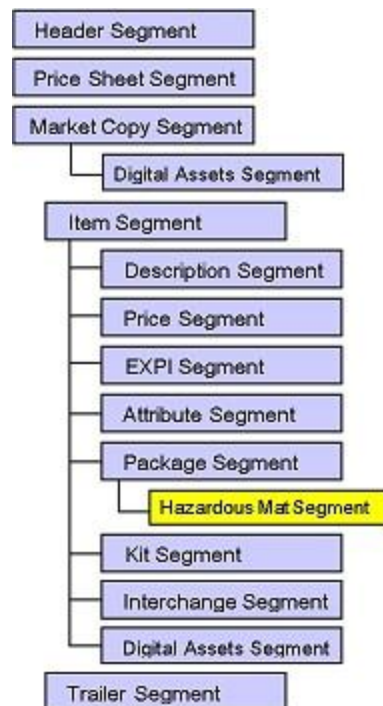 Header Segment
Price Sheet Segment
Market Copy Segment
Digital Assets Segment
Item Segment
Description Segment
Price Segment
EXPI Segment
Attribute Segment
Package Segment
Hazardous Mat Segment
Kit Segment
Interchange Segment
Digital Assets Segment
Trailer Segment